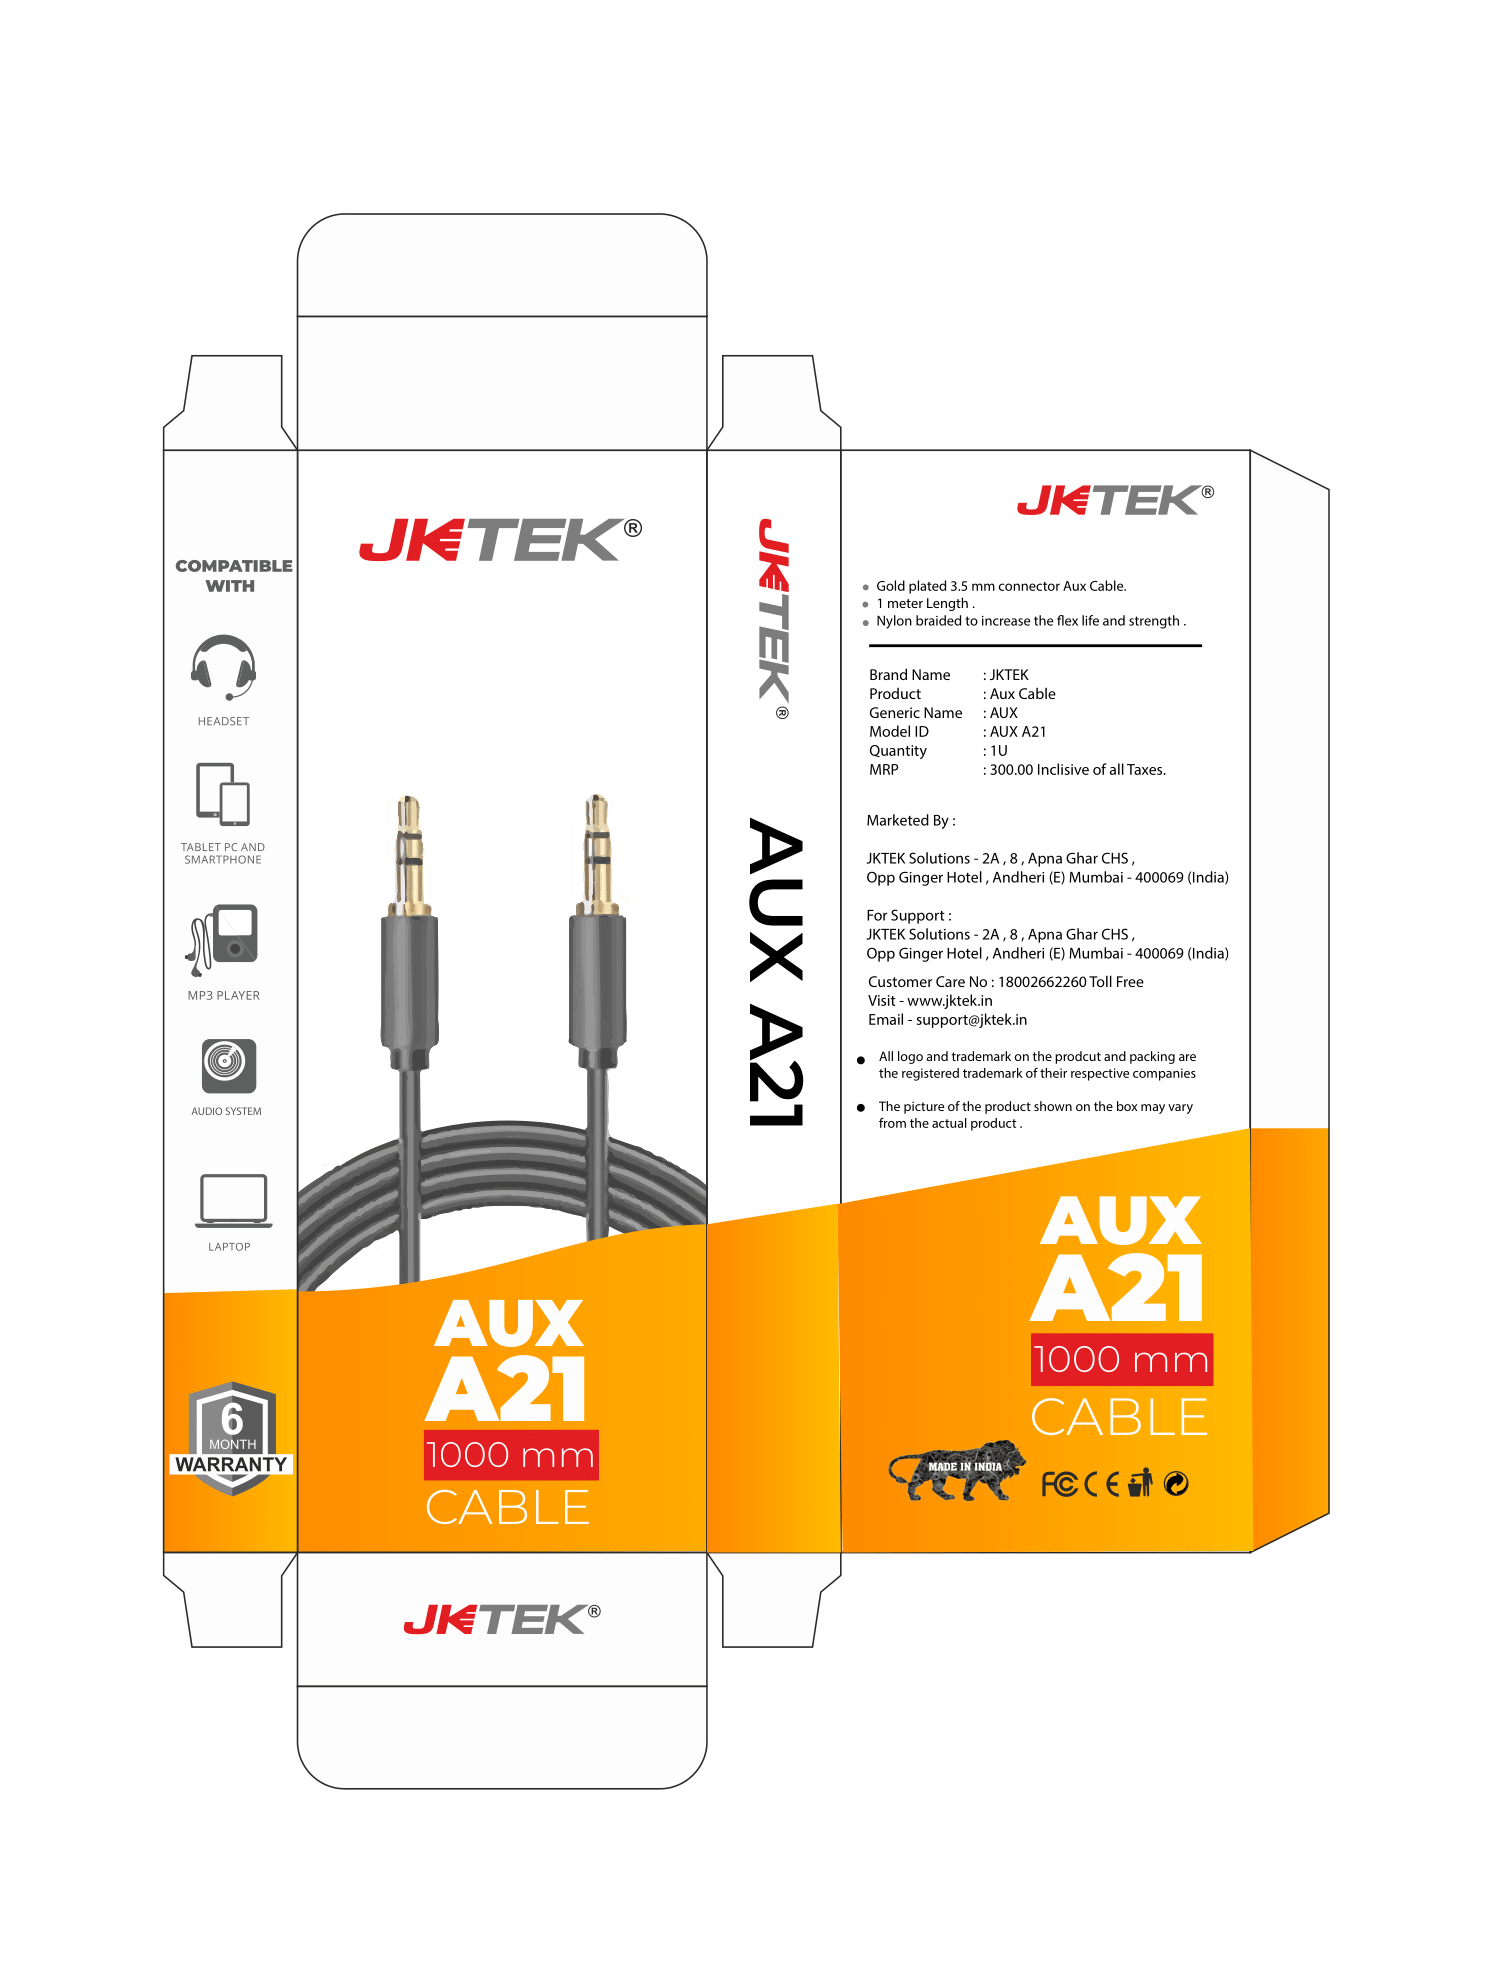 COMPATIBLE
WITH
HEADSET
TABLET PC AND
SMARTPHONE
MP3 PLAYER
AUDIO SYSTEM
LAPTOP
6
MONTH
WARRANTY
JKTEK®
AUX
A21
1000 mm
CABLE
JKTEK®
JKTEK®
AUX A21
JKTEK®
Gold plated 3.5 mm connector Aux Cable.
1 meter Length .
Nylon braided to increase the flex life and strength .
Brand Name : JKTEK
Product : Aux Cable
Generic Name : AUX
Model ID : AUX A21
Quantity : 1U
MRP : 300.00 Inclisive of all Taxes.
Marketed By :
JKTEK Solutions - 2A , 8 , Apna Ghar CHS ,
Opp Ginger Hotel , Andheri (E) Mumbai - 400069 (India)
For Support :
JKTEK Solutions - 2A , 8 , Apna Ghar CHS ,
Opp Ginger Hotel , Andheri (E) Mumbai - 400069 (India)
Customer Care No : 18002662260 Toll Free
Visit - www.jktek.in
Email - support@jktek.in
● All logo and trademark on the prodcut and packing are
the registered trademark of their respective companies
● The picture of the product shown on the box may vary
from the actual product .
AUX
A21
1000 mm
CABLE
MADE IN INDIA
FC CE